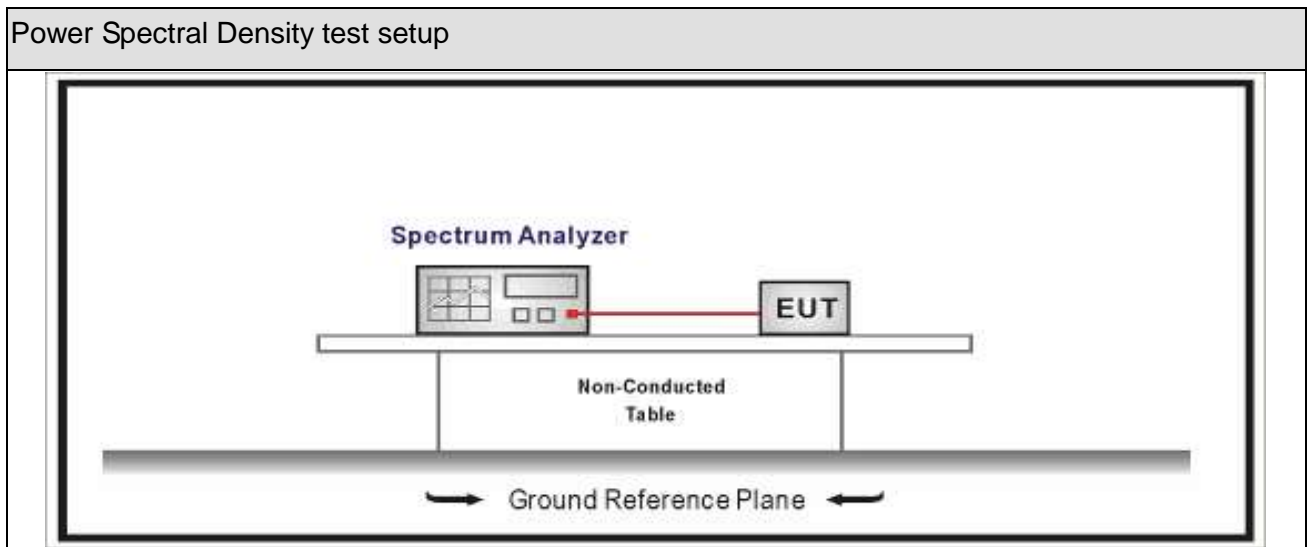 Power Spectral Density test setup
Spectrum Analyzer
EUT
Non-Conducted
Table
Ground Reference Plane